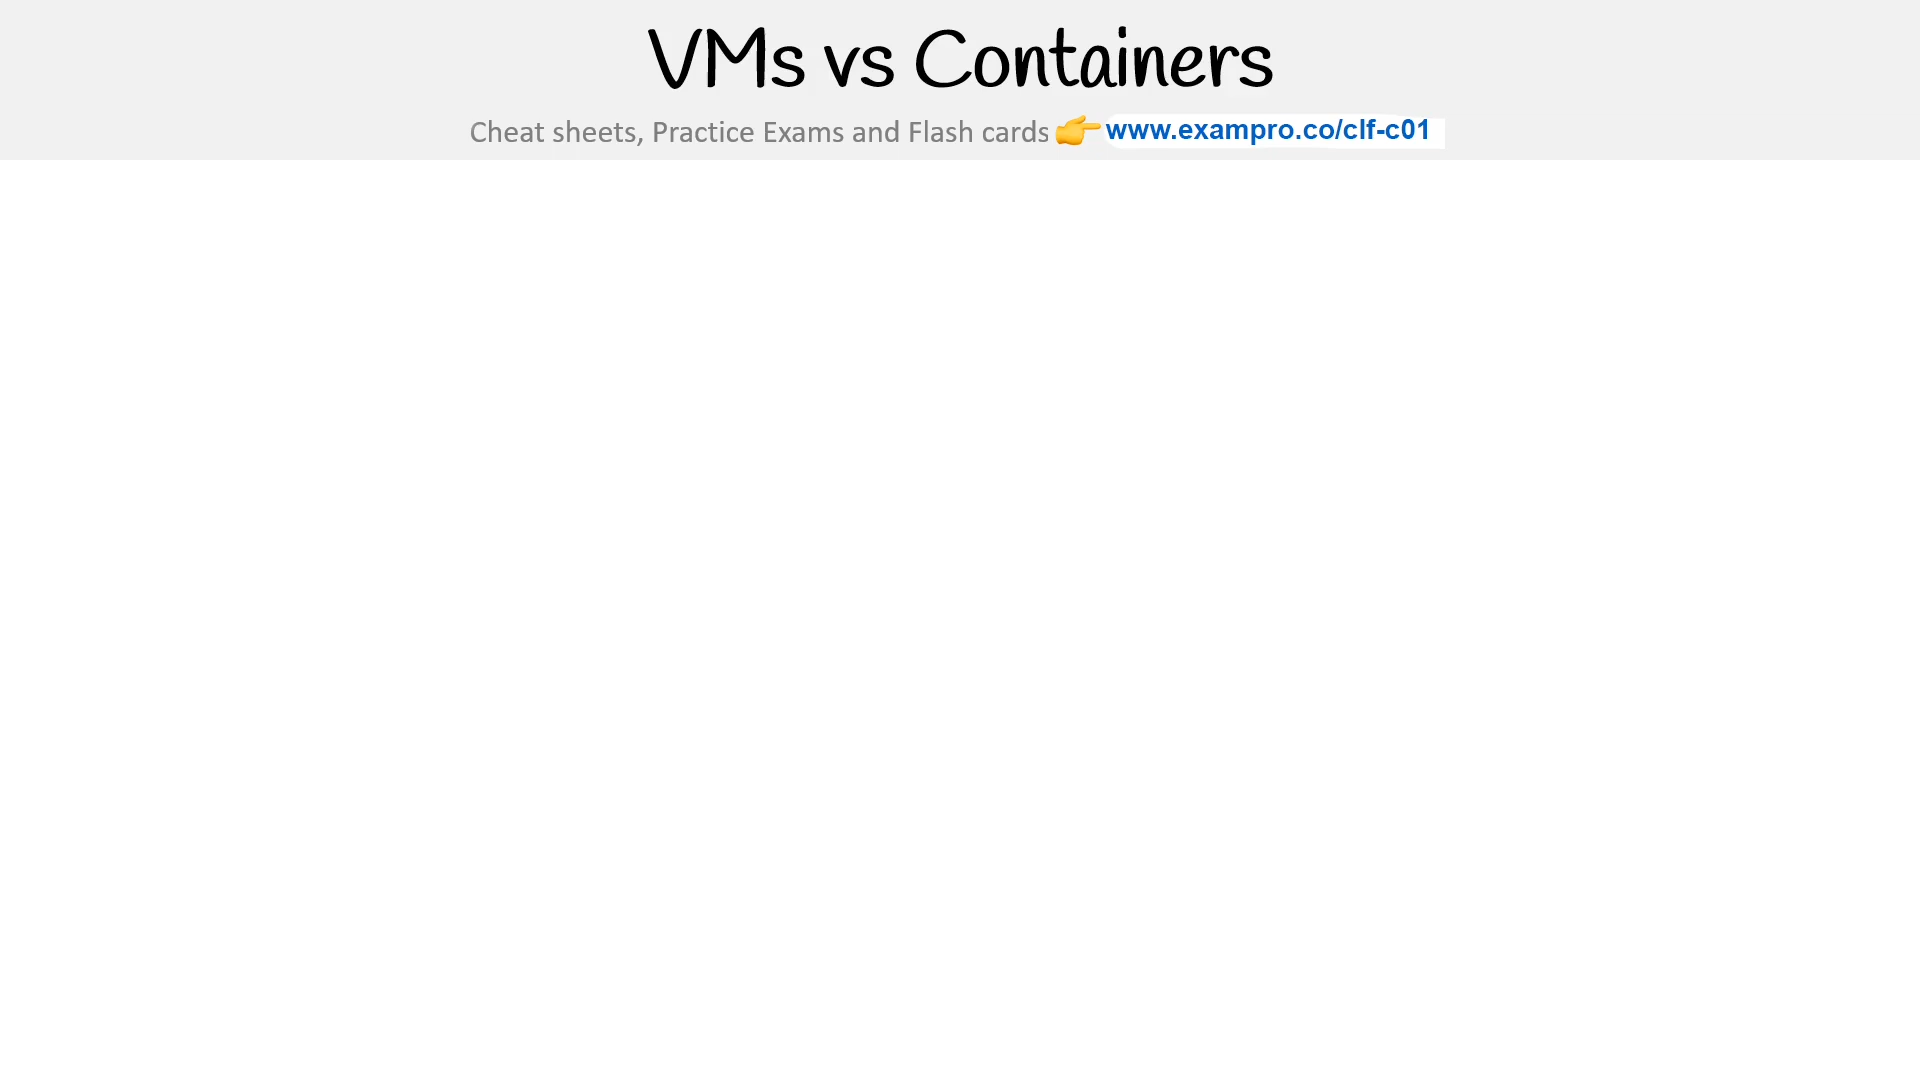 VMs vs Containers
Cheat sheets, Practice Exams and Flash cards 👉 www.exampro.co/clf-c01